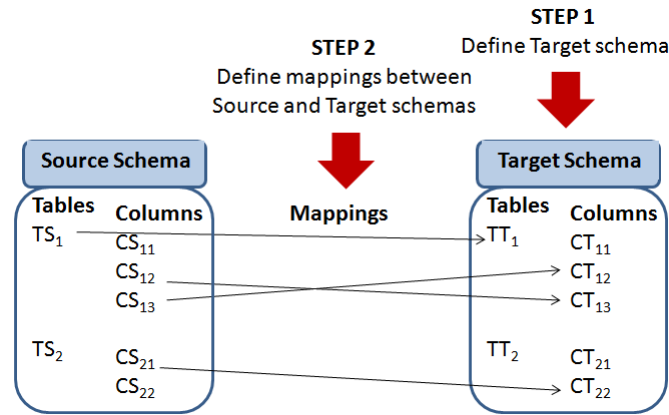 STEP 1
Define Target schema
STEP 2
Define mappings between
Source and Target schemas
Source Schema
Target Schema
Tables Columns
Mappings
Tables Columns
TS₁ CS₁₁
TT₁ CT₁₁
CS₁₂
CT₁₂
CS₁₃
CT₁₃
TS₂ CS₂₁
TT₂ CT₂₁
CS₂₂
CT₂₂